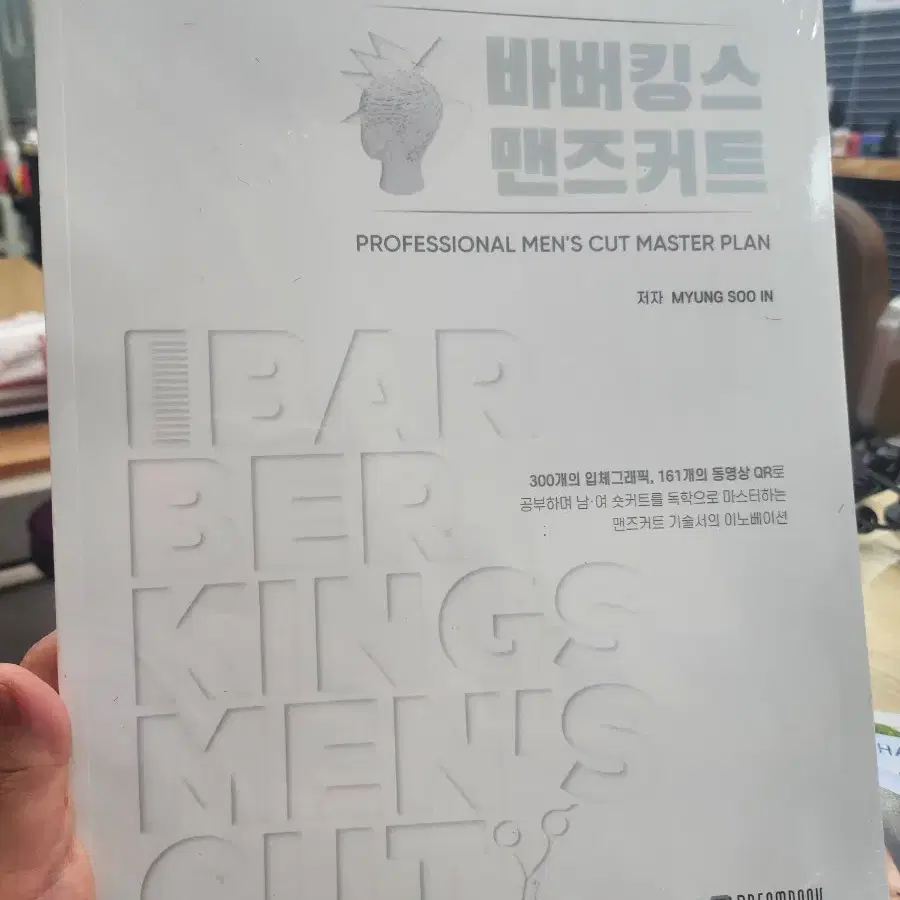 바버킹스
맨즈커트
PROFESSIONAL MEN'S CUT MASTER PLAN
저자 MYUNG SOO IN
BAR
BER
KINGS
MEN'S
CUT
300개의 입체그래픽, 161개의 동영상 QR로
공부하며 남·여 숏커트를 독학으로 마스터하는
맨즈커트 기술서의 이노베이션
DREAMBOOK
HA